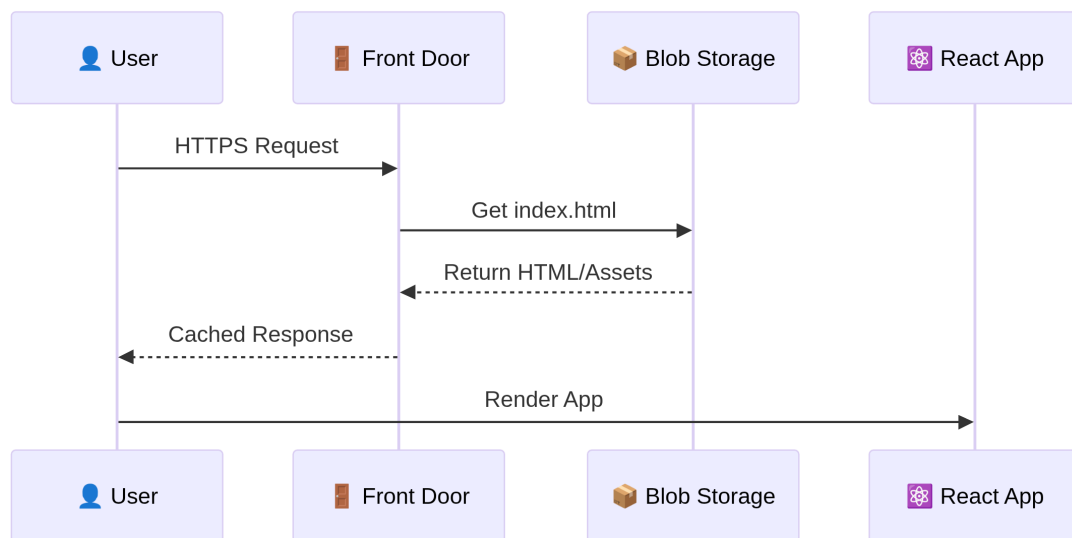 👤 User
🚪 Front Door
📦 Blob Storage
⚛️ React App
HTTPS Request
Get index.html
Return HTML/Assets
Cached Response
Render App
👤 User
🚪 Front Door
📦 Blob Storage
⚛️ React App